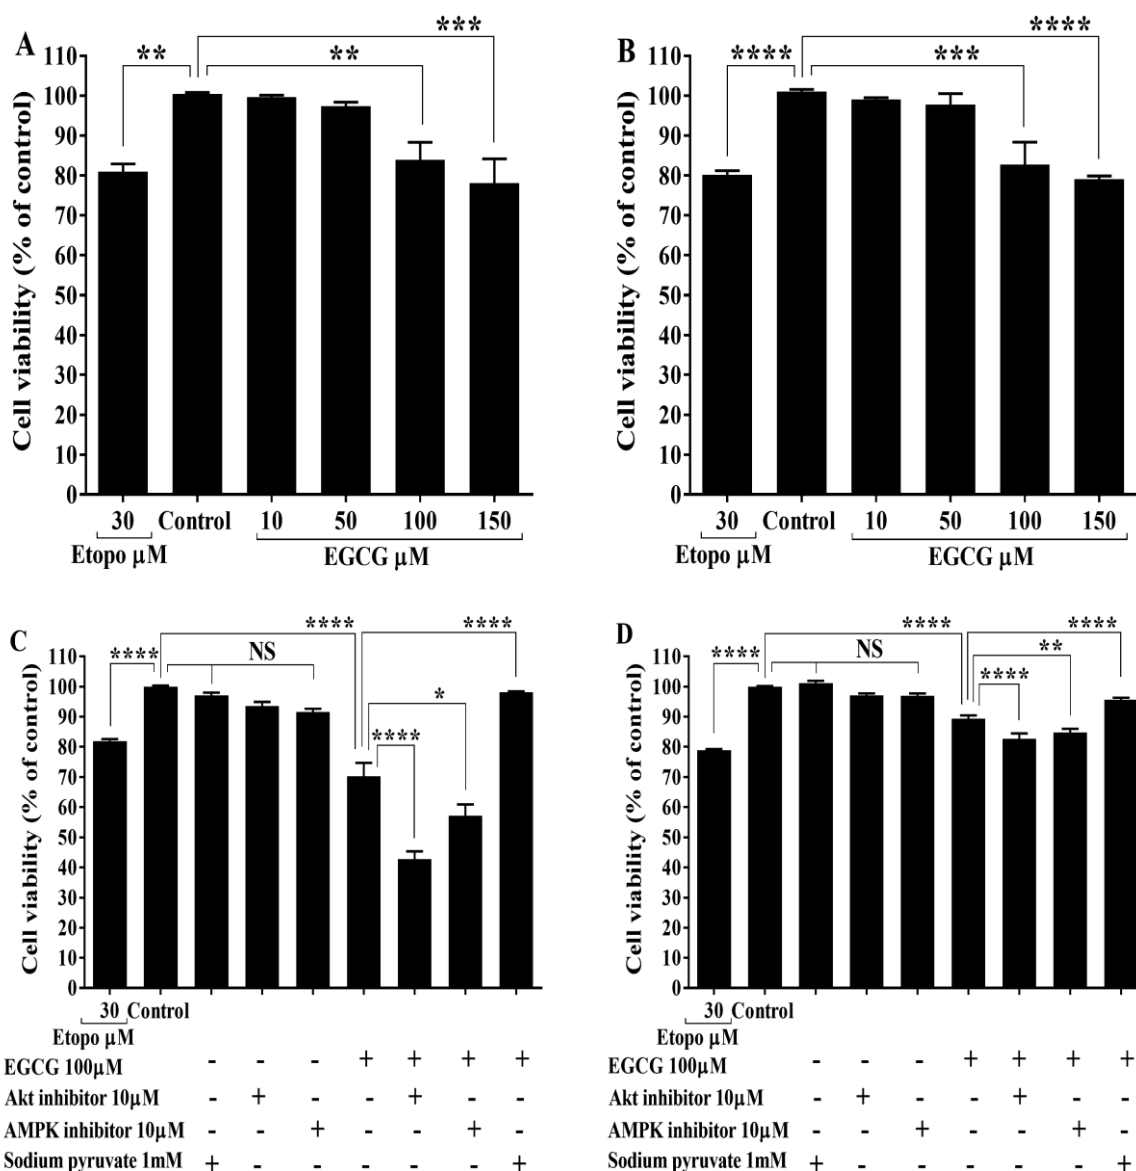 A
** ***
**
Cell viability (% of control)
110
100
90
80
70
60
50
40
30
20
10
0
30 Control 10 50 100 150
Etopo μM EGCG μM
B
**** ****
***
Cell viability (% of control)
110
100
90
80
70
60
50
40
30
20
10
0
30 Control 10 50 100 150
Etopo μM EGCG μM
C
**** ****
**** NS
*
****
Cell viability (% of control)
110
100
90
80
70
60
50
40
30
20
10
0
30 Control
Etopo μM
EGCG 100μM - - - + + + +
Akt inhibitor 10μM - + - - + - -
AMPK inhibitor 10μM - - + - - + -
Sodium pyruvate 1mM + - - - - - +
D
**** ****
**** NS **
****
Cell viability (% of control)
110
100
90
80
70
60
50
40
30
20
10
0
30 Control
Etopo μM
EGCG 100μM - - - + + + +
Akt inhibitor 10μM - + - - + - -
AMPK inhibitor 10μM - - + - - + -
Sodium pyruvate 1mM + - - - - - +